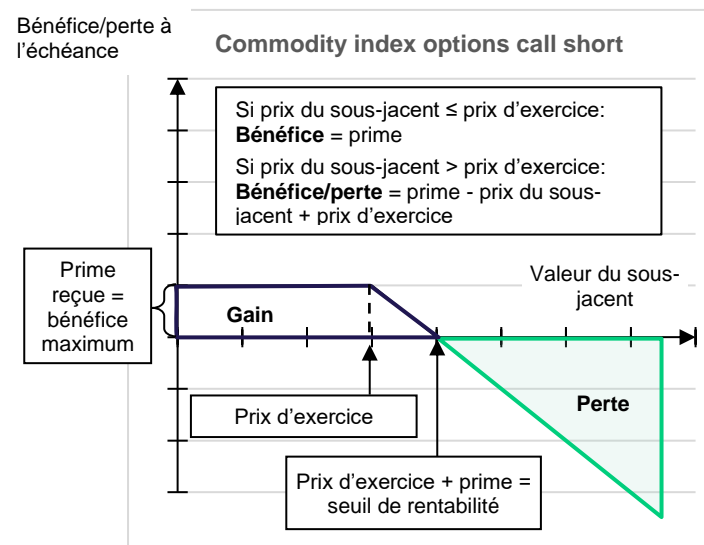 Bénéfice/perte à
l'échéance
Commodity index options call short
Si prix du sous-jacent ≤ prix d'exercice:
Bénéfice = prime
Si prix du sous-jacent > prix d'exercice:
Bénéfice/perte = prime - prix du sous-
jacent + prix d'exercice
Prime
reçue =
bénéfice
maximum
Valeur du sous-
jacent
Gain
Perte
Prix d'exercice
Prix d'exercice + prime =
seuil de rentabilité